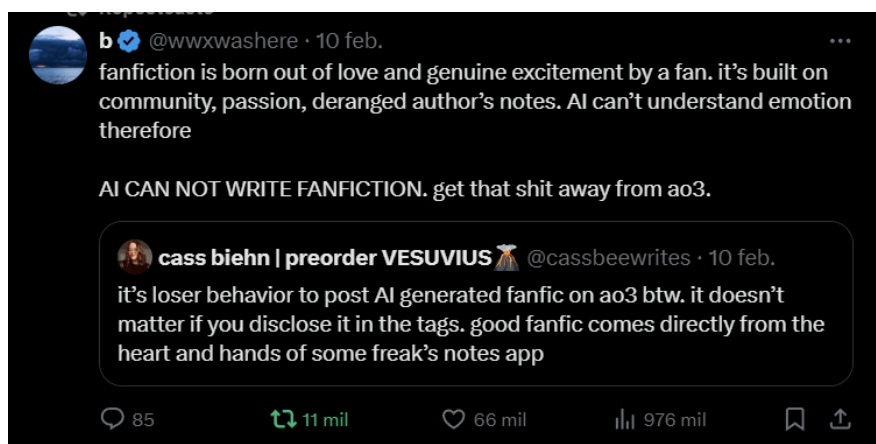 b @wwxwashere · 10 feb.
fanfiction is born out of love and genuine excitement by a fan. it's built on
community, passion, deranged author's notes. AI can't understand emotion
therefore
AI CAN NOT WRITE FANFICTION. get that shit away from ao3.
cass biehn | preorder VESUVIUS🌋 @cassbeewrites · 10 feb.
it's loser behavior to post AI generated fanfic on ao3 btw. it doesn't
matter if you disclose it in the tags. good fanfic comes directly from the
heart and hands of some freak's notes app
85 11 mil 66 mil 976 mil